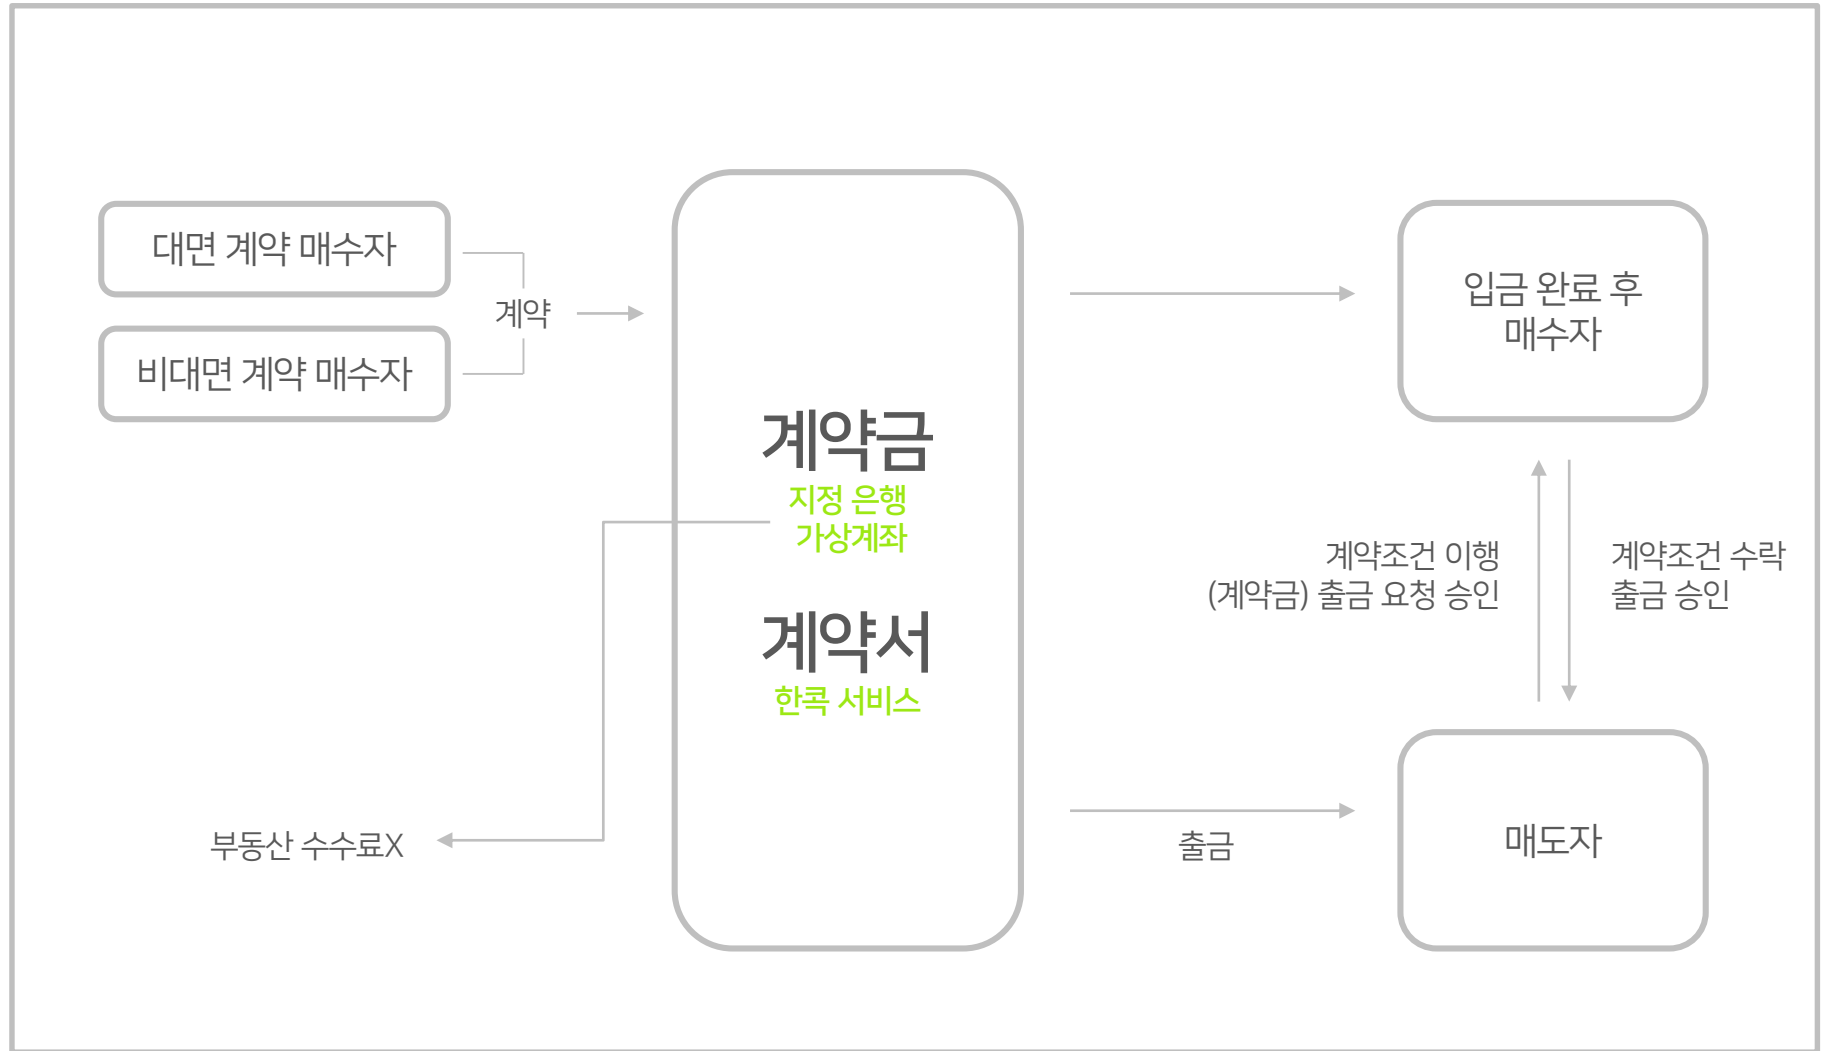 대면 계약 매수자
비대면 계약 매수자
계약
계약금
지정 은행
가상계좌
계약서
한콕 서비스
부동산 수수료X
입금 완료 후
매수자
계약조건 이행
(계약금) 출금 요청 승인
계약조건 수락
출금 승인
출금
매도자